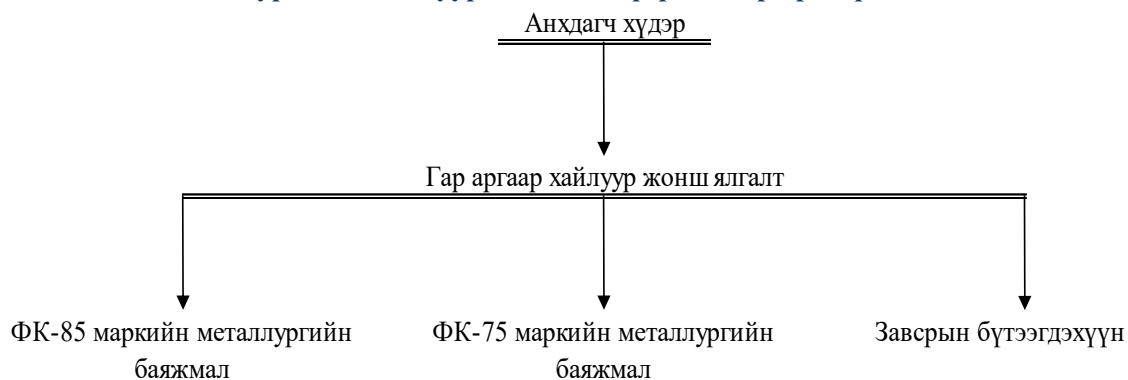 Анхдагч хүдэр
Гар аргаар хайлуур жонш ялгалт
ФК-85 маркийн металлургийн
баяжмал
ФК-75 маркийн металлургийн
баяжмал
Завсрын бүтээгдэхүүн